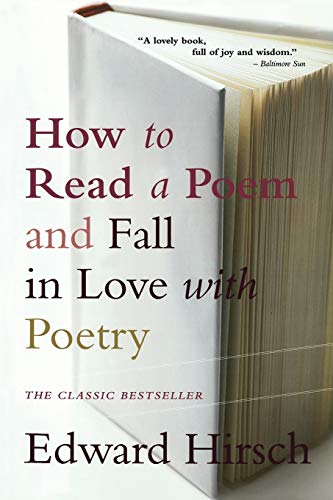 "A lovely book,
full of joy and wisdom."
– Baltimore Sun
How to
Read a Poem
and Fall
in Love with
Poetry
THE CLASSIC BESTSELLER
Edward Hirsch